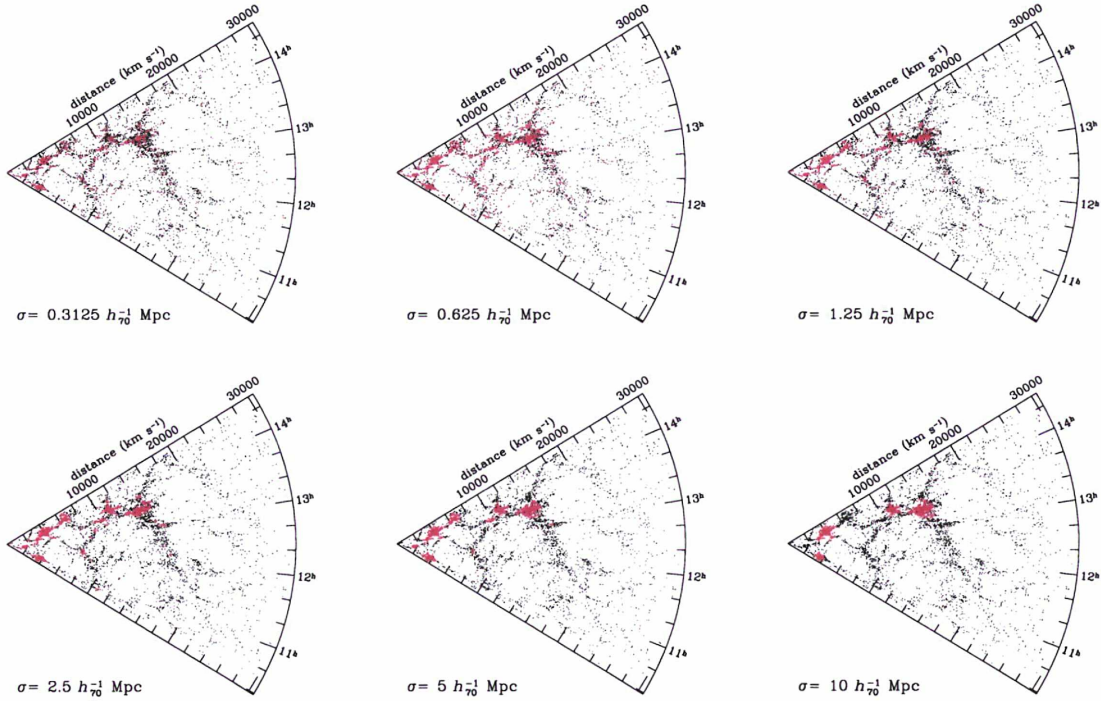 30000
14ʰ
distance (km s⁻¹)
20000
10000
13ʰ
12ʰ
11ʰ
σ= 0.3125 h₇₀⁻¹ Mpc
30000
14ʰ
distance (km s⁻¹)
20000
10000
13ʰ
12ʰ
11ʰ
σ= 0.625 h₇₀⁻¹ Mpc
30000
14ʰ
distance (km s⁻¹)
20000
10000
13ʰ
12ʰ
11ʰ
σ= 1.25 h₇₀⁻¹ Mpc
30000
14ʰ
distance (km s⁻¹)
20000
10000
13ʰ
12ʰ
11ʰ
σ= 2.5 h₇₀⁻¹ Mpc
30000
14ʰ
distance (km s⁻¹)
20000
10000
13ʰ
12ʰ
11ʰ
σ= 5 h₇₀⁻¹ Mpc
30000
14ʰ
distance (km s⁻¹)
20000
10000
13ʰ
12ʰ
11ʰ
σ= 10 h₇₀⁻¹ Mpc